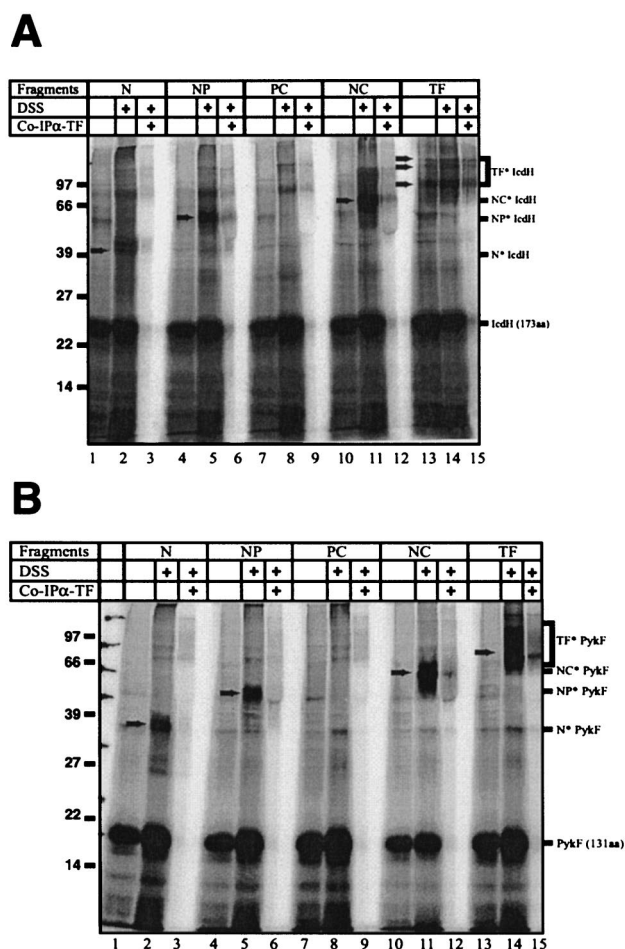 A
Fragments N NP PC NC TF
DSS + + + + + + + + + +
Co-IPα-TF + + + + +
97
66
39
27
22
14
TF* IcdH
NC* IcdH
NP* IcdH
N* IcdH
IcdH (173aa)
1 2 3 4 5 6 7 8 9 10 11 12 13 14 15
B
Fragments N NP PC NC TF
DSS + + + + + + + + + +
Co-IPα-TF + + + + +
97
66
39
27
22
14
TF* PykF
NC* PykF
NP* PykF
N* PykF
PykF (131aa)
1 2 3 4 5 6 7 8 9 10 11 12 13 14 15